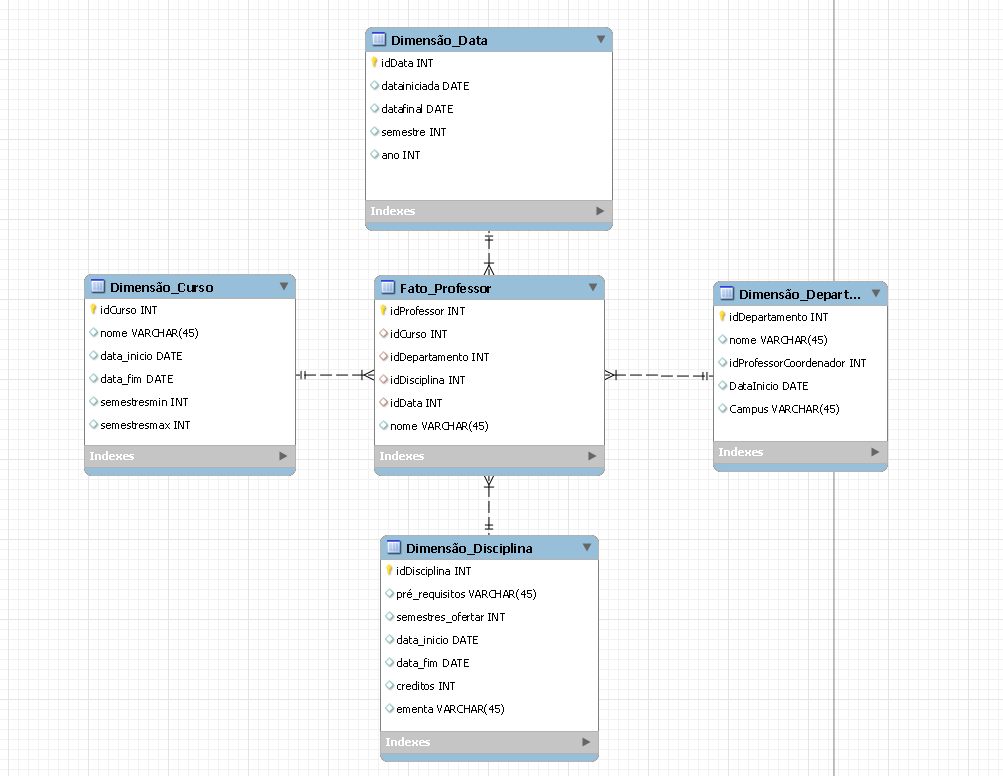 Dimensão_Data
idData INT
datainiciada DATE
datafinal DATE
semestre INT
ano INT
Indexes
Dimensão_Curso
idCurso INT
nome VARCHAR(45)
data_inicio DATE
data_fim DATE
semestresmin INT
semestresmax INT
Indexes
Fato_Professor
idProfessor INT
idCurso INT
idDepartamento INT
idDisciplina INT
idData INT
nome VARCHAR(45)
Indexes
Dimensão_Depart...
idDepartamento INT
nome VARCHAR(45)
idProfessorCoordenador INT
DataInicio DATE
Campus VARCHAR(45)
Indexes
Dimensão_Disciplina
idDisciplina INT
pré_requisitos VARCHAR(45)
semestres_ofertar INT
data_inicio DATE
data_fim DATE
creditos INT
ementa VARCHAR(45)
Indexes